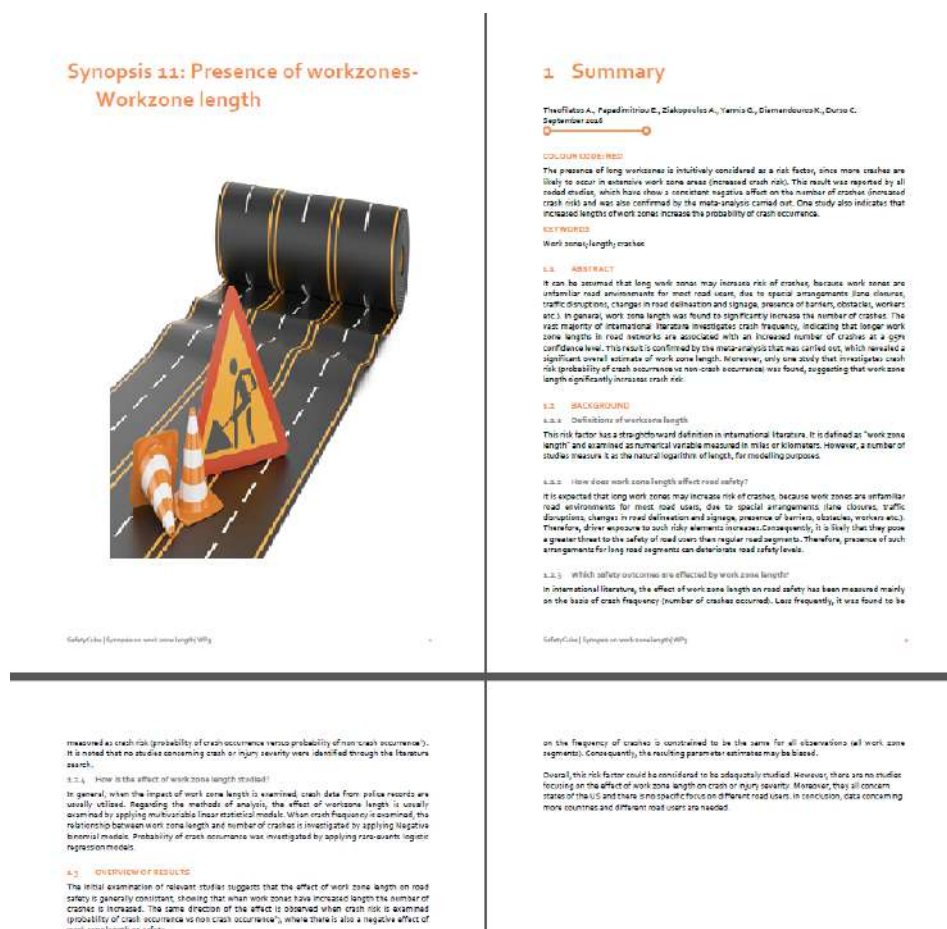 Synopsis 11: Presence of workzones-
Workzone length
SafetyCube | Synopsis on work zone length| WP5
1 Summary
Theofilatos A., Papadimitriou E., Ziakopoulos A., Yannis G., Diamandouros K., Durso C.
September 2016
COLOUR CODE: RED
The presence of long workzones is intuitively considered as a risk factor, since more crashes are
likely to occur in extensive work zone areas (increased crash risk). This result was reported by all
coded studies, which have show a consistent negative effect on the number of crashes (increased
crash risk) and was also confirmed by the meta-analysis carried out. One study also indicates that
increased lengths of work zones increase the probability of crash occurrence.
KEYWORDS
Work zones; length; crashes
1.1 ABSTRACT
It can be assumed that long work zones may increase risk of crashes, because work zones are
unfamiliar road environments for most road users, due to special arrangements (lane closures,
traffic disruptions, changes in road delineation and signage, presence of barriers, obstacles, workers
etc.). In general, work zone length was found to significantly increase the number of crashes. The
vast majority of international literature investigates crash frequency, indicating that longer work
zone lengths in road networks are associated with an increased number of crashes at a 95%
confidence level. This result is confirmed by the meta-analysis that was carried out, which revealed a
significant overall estimate of work zone length. Moreover, only one study that investigates crash
risk (probability of crash occurrence vs non-crash occurrence) was found, suggesting that work zone
length significantly increases crash risk.
1.2 BACKGROUND
1.2.1 Definitions of workzone length
This risk factor has a straightforward definition in international literature. It is defined as "work zone
length" and examined as numerical variable measured in miles or kilometers. However, a number of
studies measure it as the natural logarithm of length, for modelling purposes.
1.2.2 How does work zone length effect road safety?
It is expected that long work zones may increase risk of crashes, because work zones are unfamiliar
road environments for most road users, due to special arrangements (lane closures, traffic
disruptions, changes in road delineation and signage, presence of barriers, obstacles, workers etc.).
Therefore, driver exposure to such risky elements increases.Consequently, it is likely that they pose
a greater threat to the safety of road users than regular road segments. Therefore, presence of such
arrangements for long road segments can deteriorate road safety levels.
1.2.3 Which safety outcomes are effected by work zone length?
In international literature, the effect of work zone length on road safety has been measured mainly
on the basis of crash frequency (number of crashes occurred). Less frequently, it was found to be
SafetyCube | Synopsis on work zone length| WP5
measured as crash risk (probability of crash occurrence versus probability of non-crash occurrence').
It is noted that no studies concerning crash or injury severity were identified through the literature
search.
1.2.4 How is the effect of work zone length studied?
In general, when the impact of work zone length is examined, crash data from police records are
usually utilized. Regarding the methods of analysis, the effect of workzone length is usually
examined by applying multivariable linear statistical models. When crash frequency is examined, the
relationship between work zone length and number of crashes is investigated by applying Negative
binomial models. Probability of crash occurrence was investigated by applying rare-events logistic
regression models.
1.3 OVERVIEW OF RESULTS
The initial examination of relevant studies suggests that the effect of work zone length on road
safety is generally consistent, showing that when work zones have increased length the number of
crashes is increased. The same direction of the effect is observed when crash risk is examined
(probability of crash occurrence vs non crash occurrence"), where there is also a negative effect of
on the frequency of crashes is constrained to be the same for all observations (all work zone
segments). Consequently, the resulting parameter estimates may be biased.
Overall, this risk factor could be considered to be adequately studied. However, there are no studies
focusing on the effect of work zone length on crash or injury severity. Moreover, they all concern
states of the US and there is no specific focus on different road users. In conclusion, data concerning
more countries and different road users are needed.